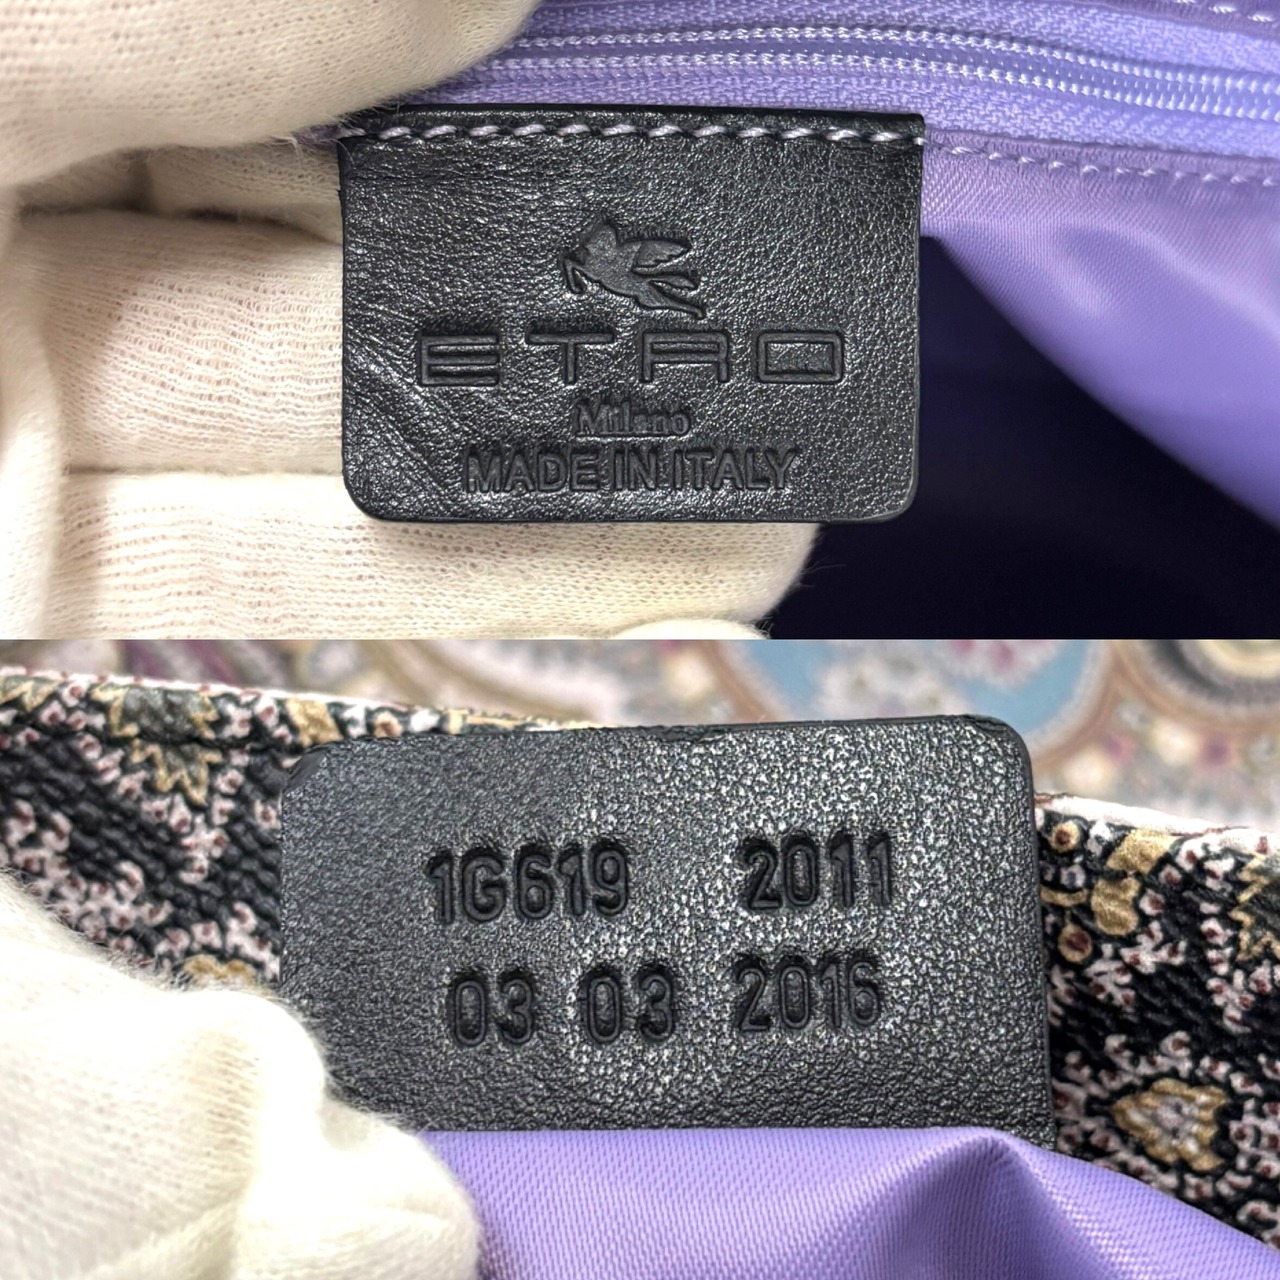 ETRO
Milano
MADE IN ITALY
1G619 2011
03 03 2016